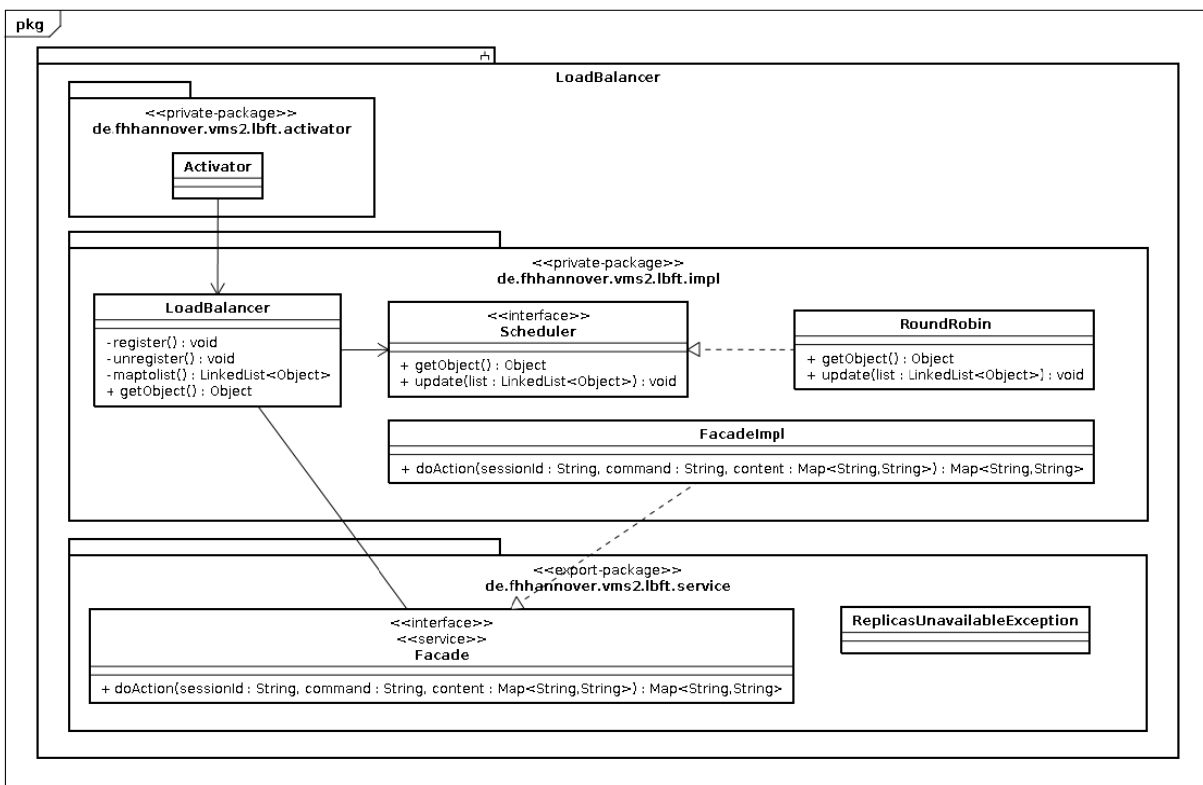 pkg
LoadBalancer
<<private-package>>
de.fhhannover.vms2.lbft.activator
Activator
<<private-package>>
de.fhhannover.vms2.lbft.impl
LoadBalancer
-register() : void
-unregister() : void
-maptolist() : LinkedList<Object>
+ getObject() : Object
<<interface>>
Scheduler
+ getObject() : Object
+ update(list : LinkedList<Object>) : void
RoundRobin
+ getObject() : Object
+ update(list : LinkedList<Object>) : void
FacadeImpl
+ doAction(sessionId : String, command : String, content : Map<String,String>) : Map<String,String>
<<export-package>>
de.fhhannover.vms2.lbft.service
<<interface>>
<<service>>
Facade
+ doAction(sessionId : String, command : String, content : Map<String,String>) : Map<String,String>
ReplicasUnavailableException